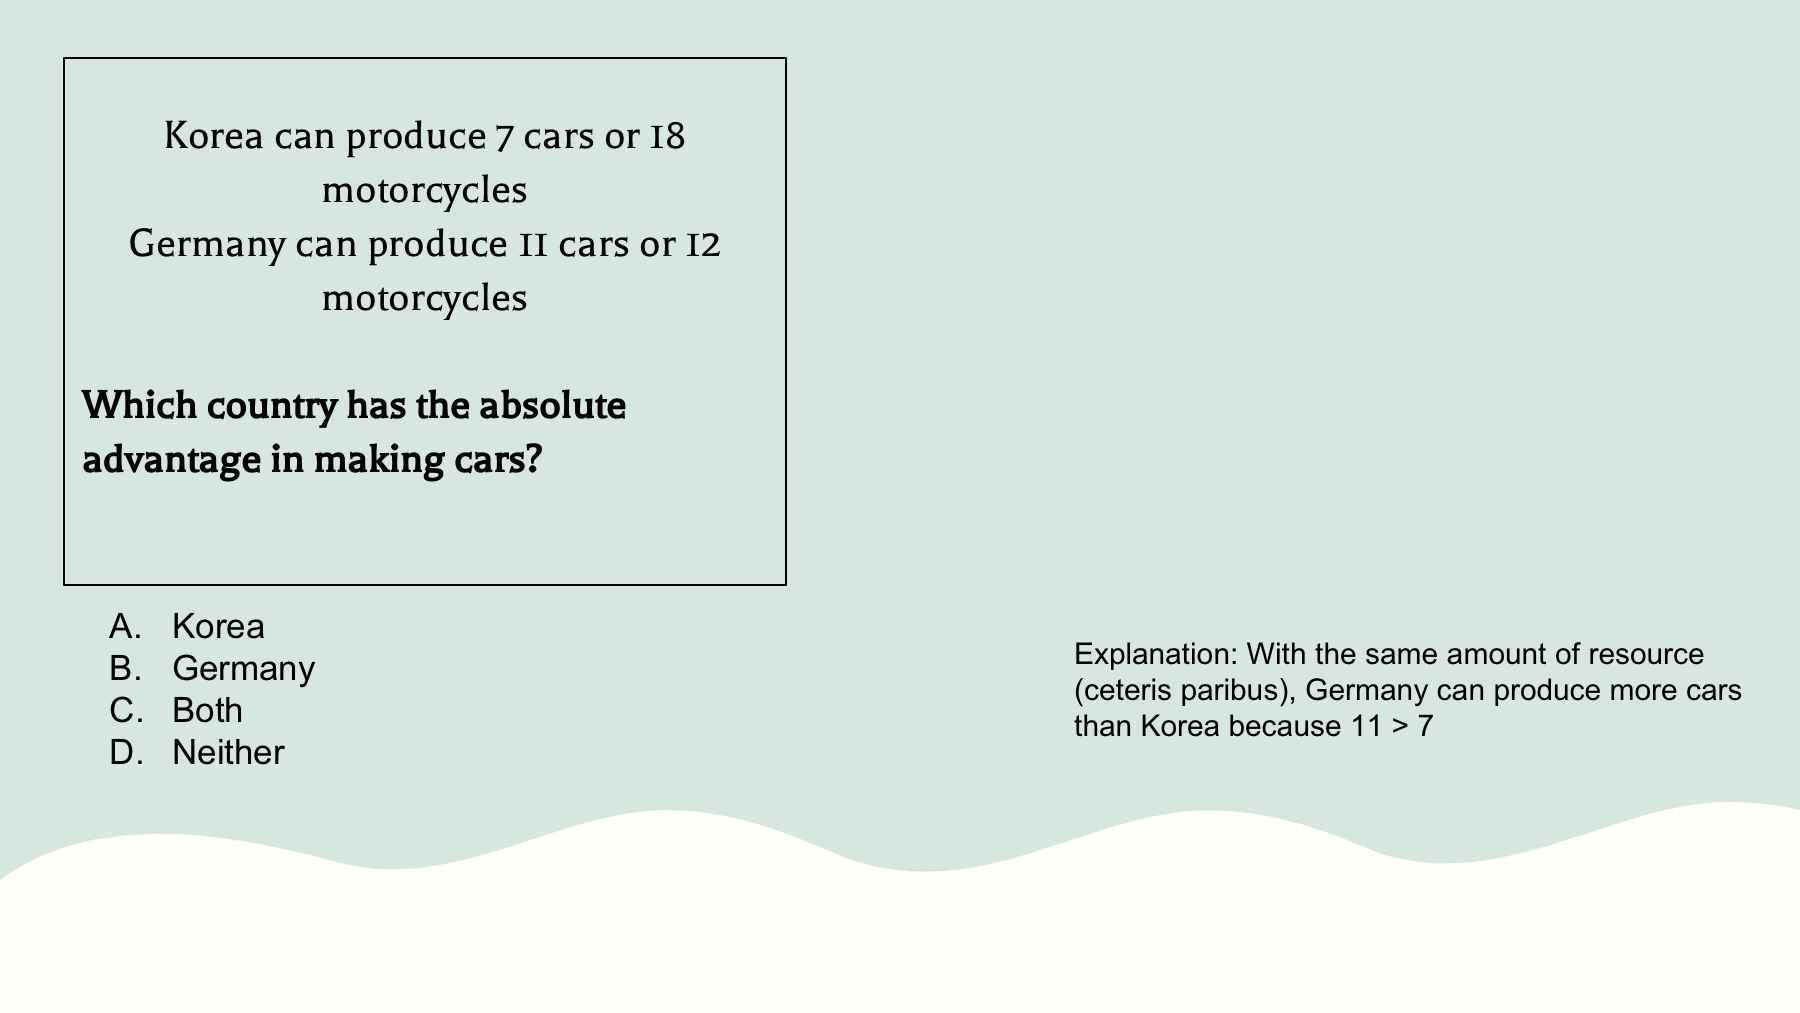 Korea can produce 7 cars or 18
motorcycles
Germany can produce 11 cars or 12
motorcycles
Which country has the absolute
advantage in making cars?
A. Korea
B. Germany
C. Both
D. Neither
Explanation: With the same amount of resource
(ceteris paribus), Germany can produce more cars
than Korea because 11 > 7